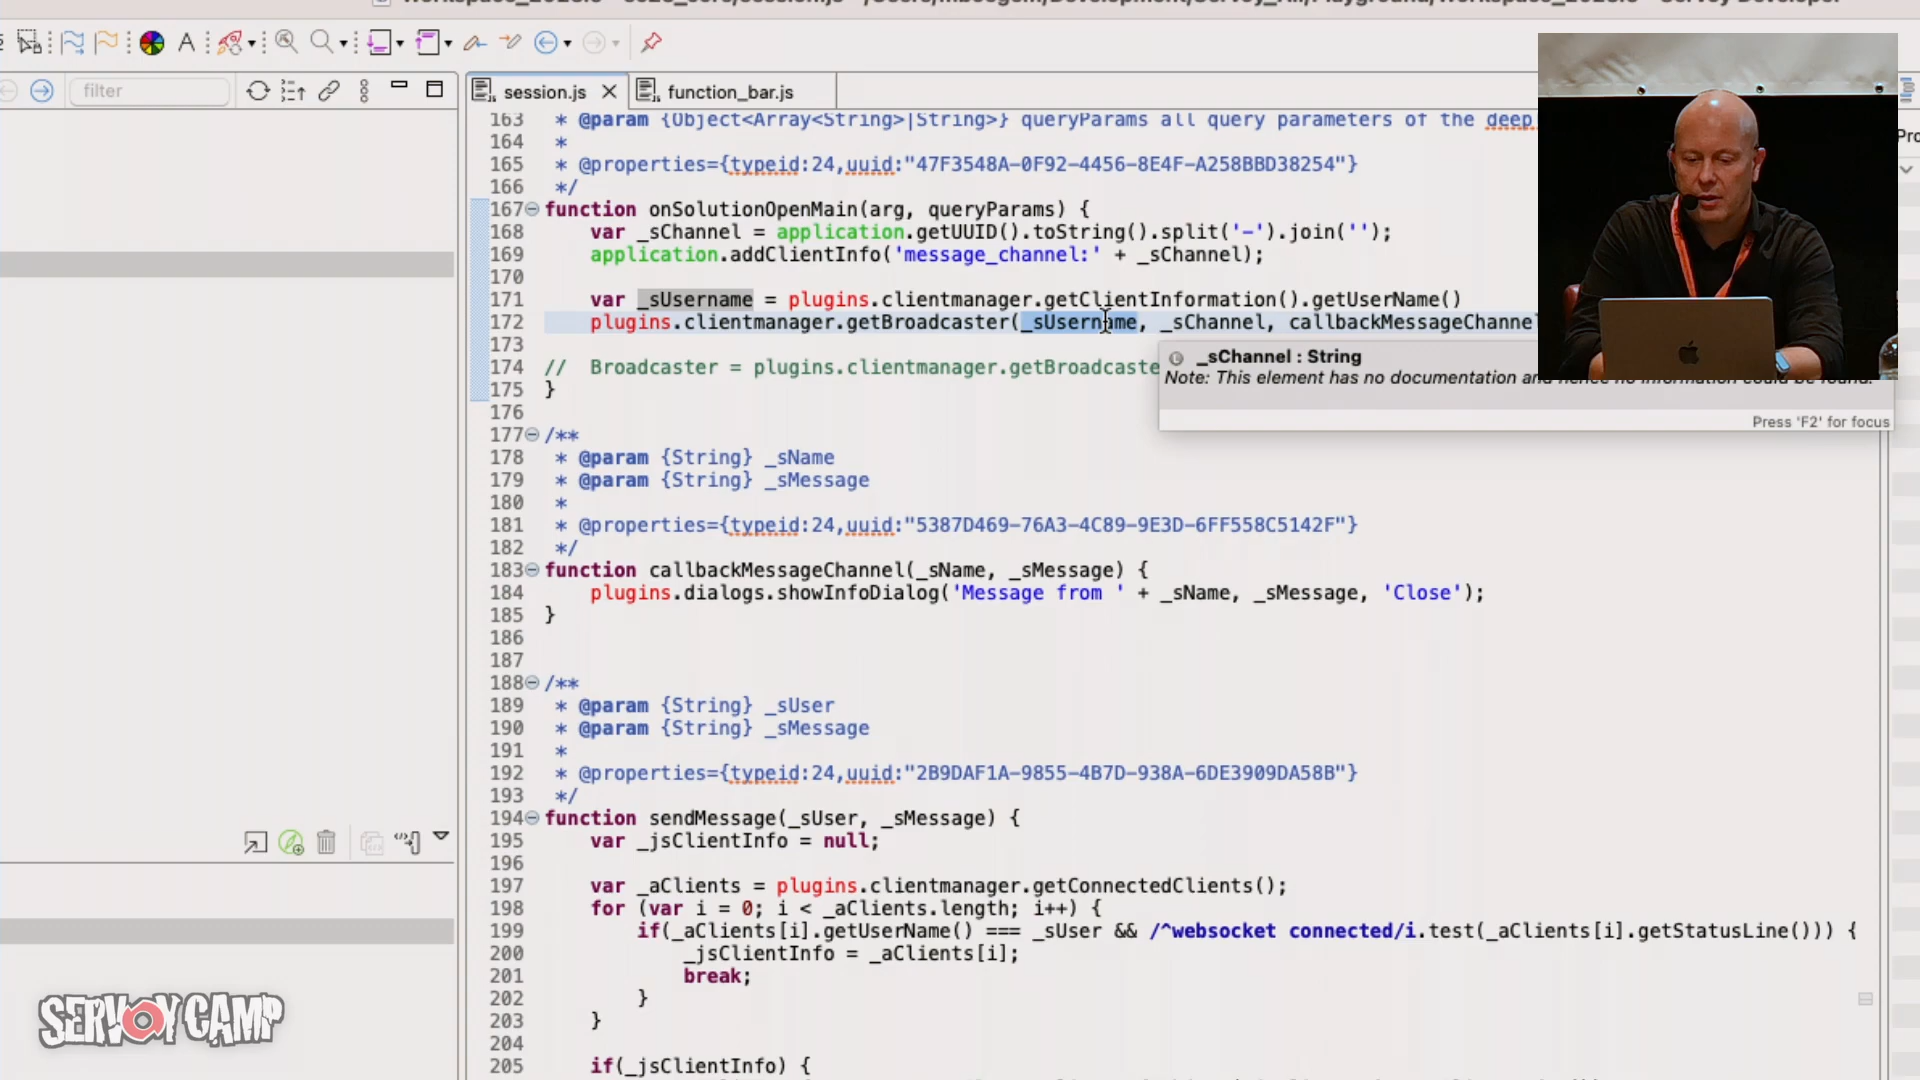 filter
session.js
function_bar.js
Pro
163 * @param {Object<Array<String>|String>} queryParams all query parameters of the deep
164 *
165 * @properties={typeid:24,uuid:"47F3548A-0F92-4456-8E4F-A258BBD38254"}
166 */
167 function onSolutionOpenMain(arg, queryParams) {
168 var _sChannel = application.getUUID().toString().split('-').join('');
169 application.addClientInfo('message_channel:' + _sChannel);
170
171 var _sUsername = plugins.clientmanager.getClientInformation().getUserName()
172 plugins.clientmanager.getBroadcaster(_sUsername, _sChannel, callbackMessageChannel
173
_sChannel : String
174 // Broadcaster = plugins.clientmanager.getBroadcaste
Note: This element has no documentation and
175 }
176
Press 'F2' for focus
177 /**
178 * @param {String} _sName
179 * @param {String} _sMessage
180 *
181 * @properties={typeid:24,uuid:"5387D469-76A3-4C89-9E3D-6FF558C5142F"}
182 */
183 function callbackMessageChannel(_sName, _sMessage) {
184 plugins.dialogs.showInfoDialog('Message from ' + _sName, _sMessage, 'Close');
185 }
186
187
188 /**
189 * @param {String} _sUser
190 * @param {String} _sMessage
191 *
192 * @properties={typeid:24,uuid:"2B9DAF1A-9855-4B7D-938A-6DE3909DA58B"}
193 */
194 function sendMessage(_sUser, _sMessage) {
195 var _jsClientInfo = null;
196
197 var _aClients = plugins.clientmanager.getConnectedClients();
198 for (var i = 0; i < _aClients.length; i++) {
199 if(_aClients[i].getUserName() === _sUser && /^websocket connected/i.test(_aClients[i].getStatusLine())) {
200 _jsClientInfo = _aClients[i];
201 break;
202 }
203 }
204
205 if(_jsClientInfo) {
SERVOY CAMP